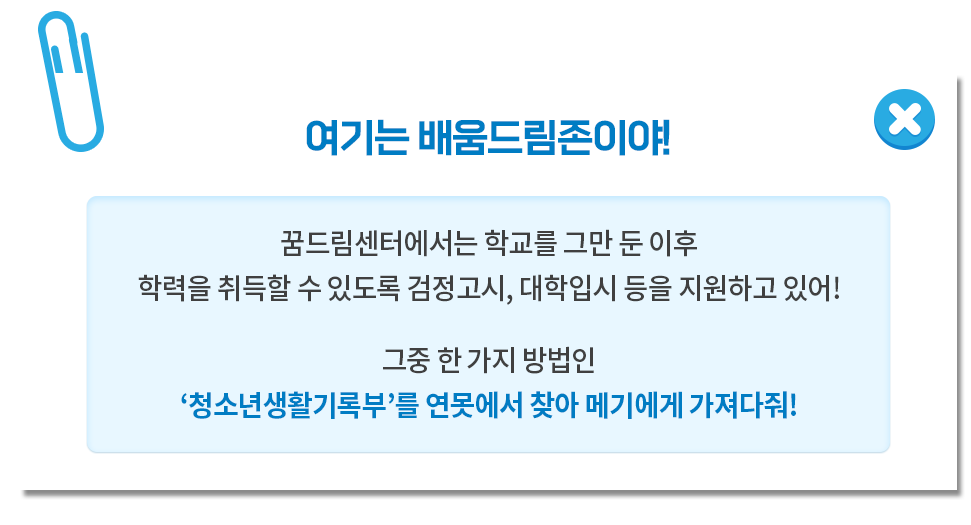 여기는 배움드림존이야!
꿈드림센터에서는 학교를 그만 둔 이후
학력을 취득할 수 있도록 검정고시, 대학입시 등을 지원하고 있어!
그중 한 가지 방법인
‘청소년생활기록부’를 연못에서 찾아 메기에게 가져다줘!